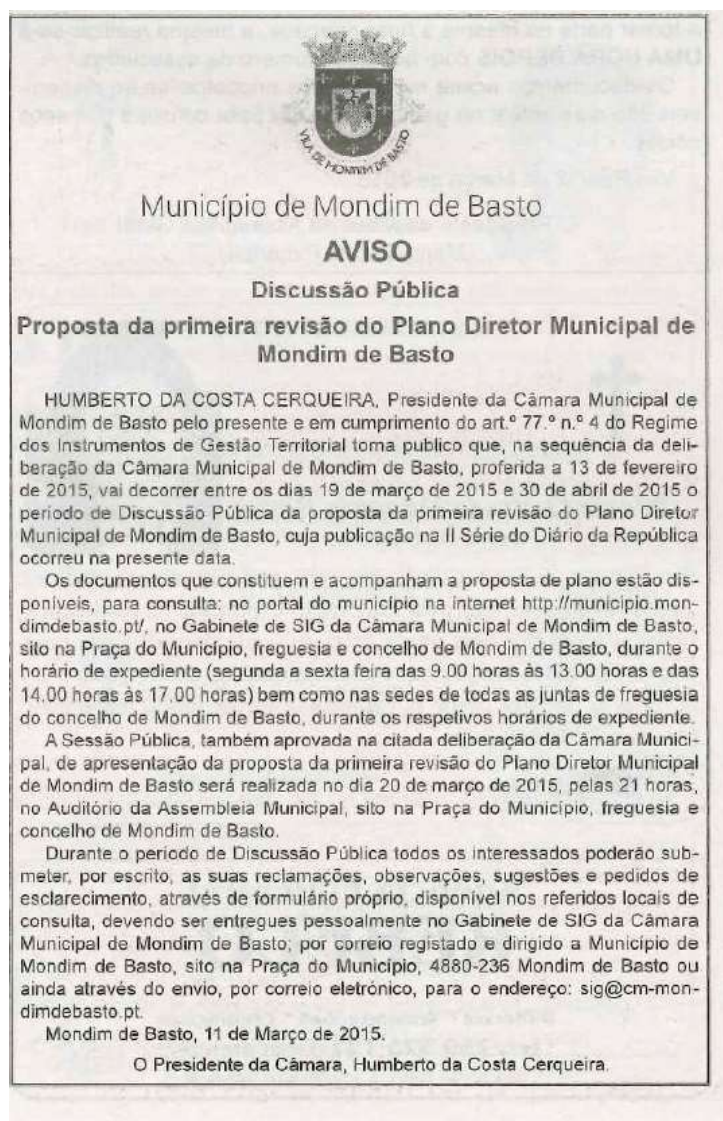 UMA HORA DEPOIS
VILA DE MONDIM DE BASTO
Município de Mondim de Basto
AVISO
Discussão Pública
Proposta da primeira revisão do Plano Diretor Municipal de
Mondim de Basto
HUMBERTO DA COSTA CERQUEIRA, Presidente da Câmara Municipal de
Mondim de Basto pelo presente e em cumprimento do art.º 77.º n.º 4 do Regime
dos Instrumentos de Gestão Territorial torna publico que, na sequência da deli-
beração da Câmara Municipal de Mondim de Basto, proferida a 13 de fevereiro
de 2015, vai decorrer entre os dias 19 de março de 2015 e 30 de abril de 2015 o
periodo de Discussão Pública da proposta da primeira revisão do Plano Diretor
Municipal de Mondim de Basto, cuja publicação na II Série do Diário da República
ocorreu na presente data.
Os documentos que constituem e acompanham a proposta de plano estão dis-
poníveis, para consulta: no portal do município na internet http://municipio.mon-
dimdebasto.pt/, no Gabinete de SIG da Câmara Municipal de Mondim de Basto,
sito na Praça do Município, freguesia e concelho de Mondim de Basto, durante o
horário de expediente (segunda a sexta feira das 9.00 horas às 13.00 horas e das
14.00 horas às 17.00 horas) bem como nas sedes de todas as juntas de freguesia
do concelho de Mondim de Basto, durante os respetivos horários de expediente.
A Sessão Pública, também aprovada na citada deliberação da Câmara Munici-
pal, de apresentação da proposta da primeira revisão do Plano Diretor Municipal
de Mondim de Basto será realizada no dia 20 de março de 2015, pelas 21 horas,
no Auditório da Assembleia Municipal, sito na Praça do Município, freguesia e
concelho de Mondim de Basto.
Durante o periodo de Discussão Pública todos os interessados poderão sub-
meter, por escrito, as suas reclamações, observações, sugestões e pedidos de
esclarecimento, através de formulário próprio, disponível nos referidos locais de
consulta, devendo ser entregues pessoalmente no Gabinete de SIG da Câmara
Municipal de Mondim de Basto; por correio registado e dirigido a Município de
Mondim de Basto, sito na Praça do Município, 4880-236 Mondim de Basto ou
ainda através do envio, por correio eletrónico, para o endereço: sig@cm-mon-
dimdebasto.pt.
Mondim de Basto, 11 de Março de 2015.
O Presidente da Câmara, Humberto da Costa Cerqueira.